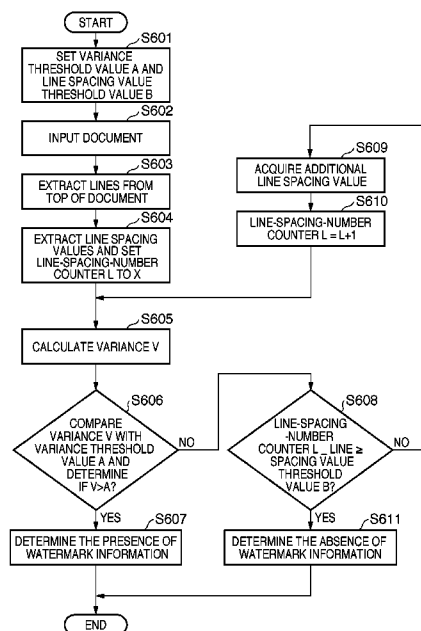 START
S601
SET VARIANCE
THRESHOLD VALUE A AND
LINE SPACING VALUE
THRESHOLD VALUE B
S602
INPUT DOCUMENT
S603
EXTRACT LINES FROM
TOP OF DOCUMENT
S604
EXTRACT LINE SPACING
VALUES AND SET
LINE-SPACING-NUMBER
COUNTER L TO X
S609
ACQUIRE ADDITIONAL
LINE SPACING VALUE
S610
LINE-SPACING-NUMBER
COUNTER L = L+1
S605
CALCULATE VARIANCE V
S606
COMPARE
VARIANCE V WITH
VARIANCE THRESHOLD
VALUE A AND
DETERMINE
IF V>A?
NO
YES
S608
LINE-SPACING
-NUMBER
COUNTER L _ LINE ≥
SPACING VALUE
THRESHOLD
VALUE B?
NO
YES
S607
DETERMINE THE PRESENCE OF
WATERMARK INFORMATION
S611
DETERMINE THE ABSENCE OF
WATERMARK INFORMATION
END